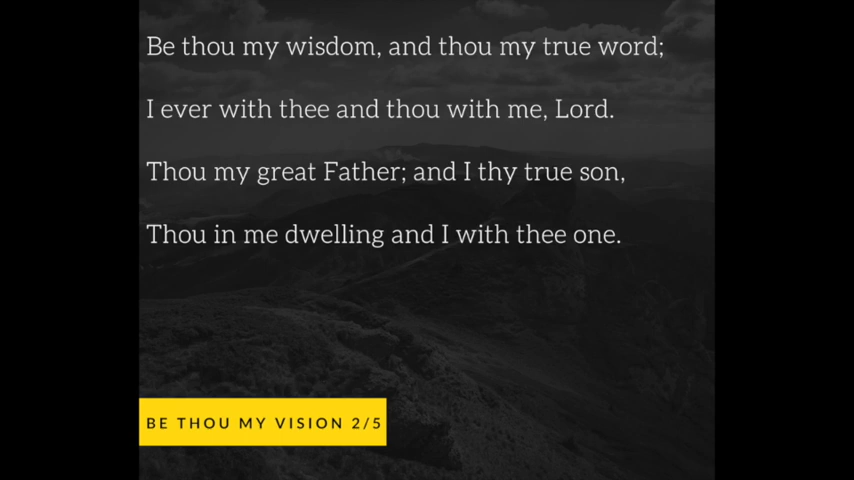 Be thou my wisdom, and thou my true word;
I ever with thee and thou with me, Lord.
Thou my great Father; and I thy true son,
Thou in me dwelling and I with thee one.
BE THOU MY VISION 2/5